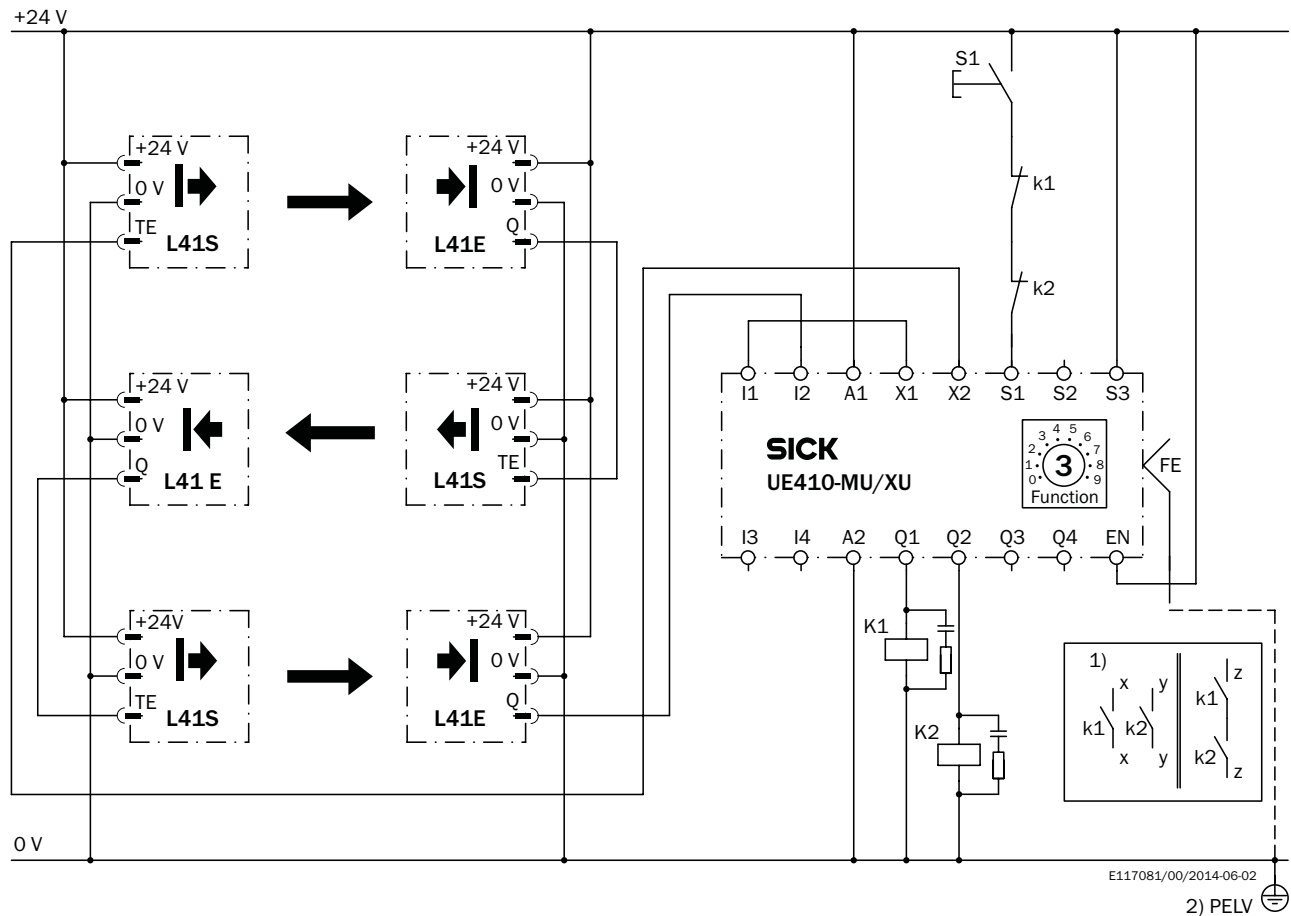 +24 V
S1
+24 V
0 V
TE
L41S
+24 V
0 V
Q
L41E
k1
k2
+24 V
0 V
Q
L41 E
+24 V
0 V
TE
L41S
I1 I2 A1 X1 X2 S1 S2 S3
SICK
UE410-MU/XU
0 1 2 3 4 5 6 7 8 9
3
Function
FE
I3 I4 A2 Q1 Q2 Q3 Q4 EN
+24V
0 V
TE
L41S
+24 V
0 V
Q
L41E
K1
K2
1)
x y z
k1 k2 k1
x y k2 z
0 V
E117081/00/2014-06-02
2) PELV